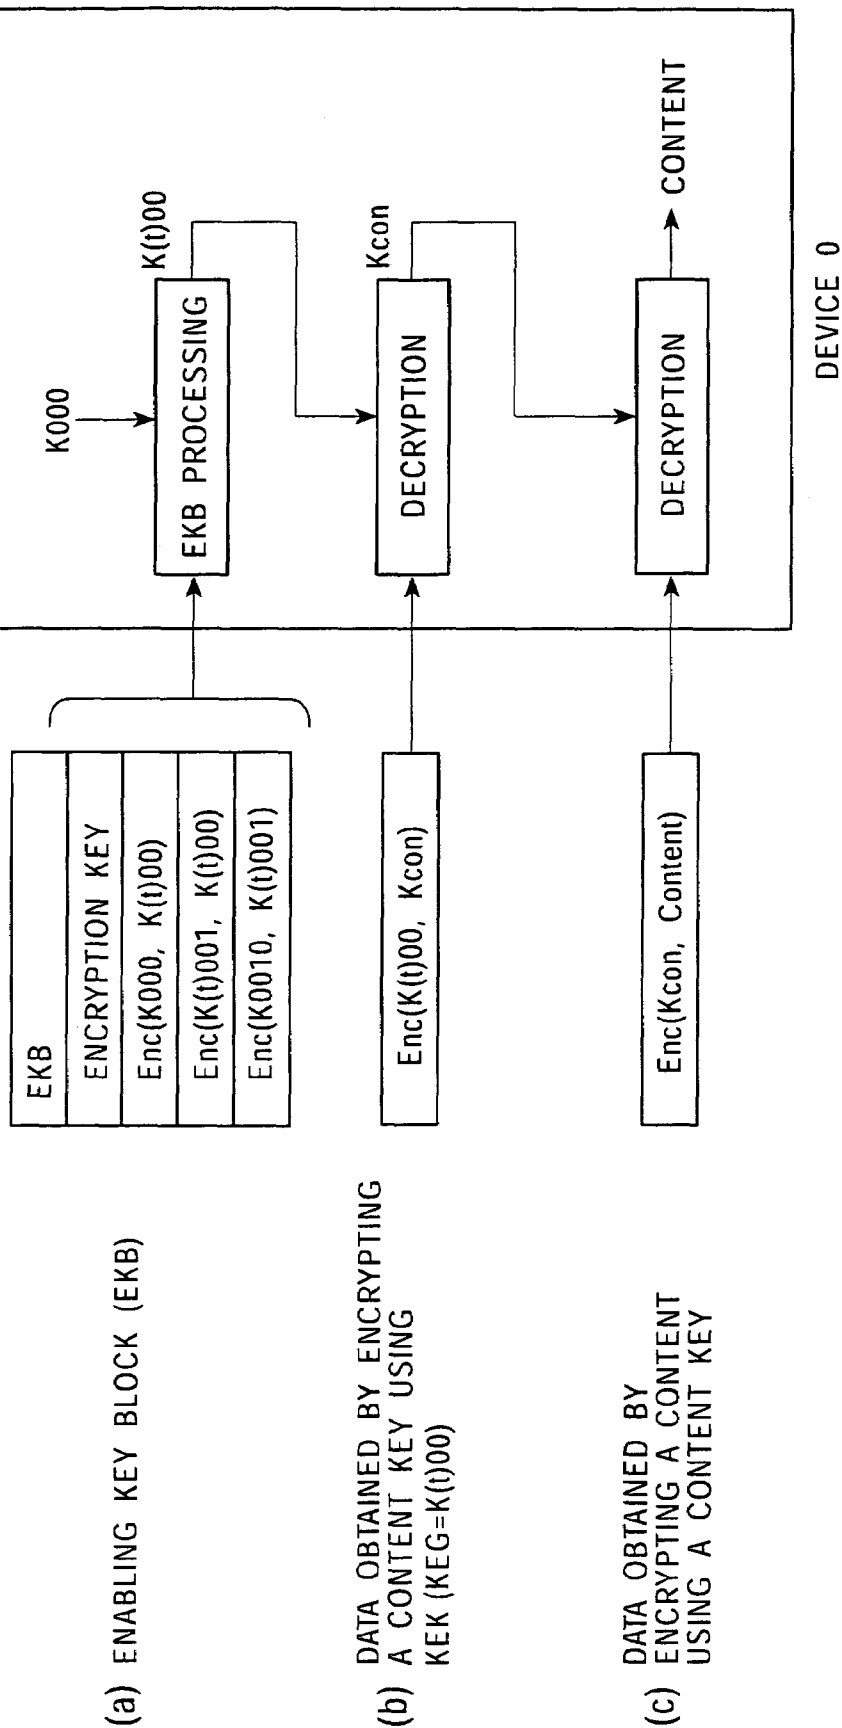 (a) ENABLING KEY BLOCK (EKB)
EKB
ENCRYPTION KEY
Enc(K000, K(t)00)
Enc(K(t)001, K(t)00)
Enc(K0010, K(t)001)
K000
EKB PROCESSING
K(t)00
(b) DATA OBTAINED BY ENCRYPTING
A CONTENT KEY USING
KEK (KEG=K(t)00)
Enc(K(t)00, Kcon)
DECRYPTION
Kcon
(c) DATA OBTAINED BY
ENCRYPTING A CONTENT
USING A CONTENT KEY
Enc(Kcon, Content)
DECRYPTION
CONTENT
DEVICE 0